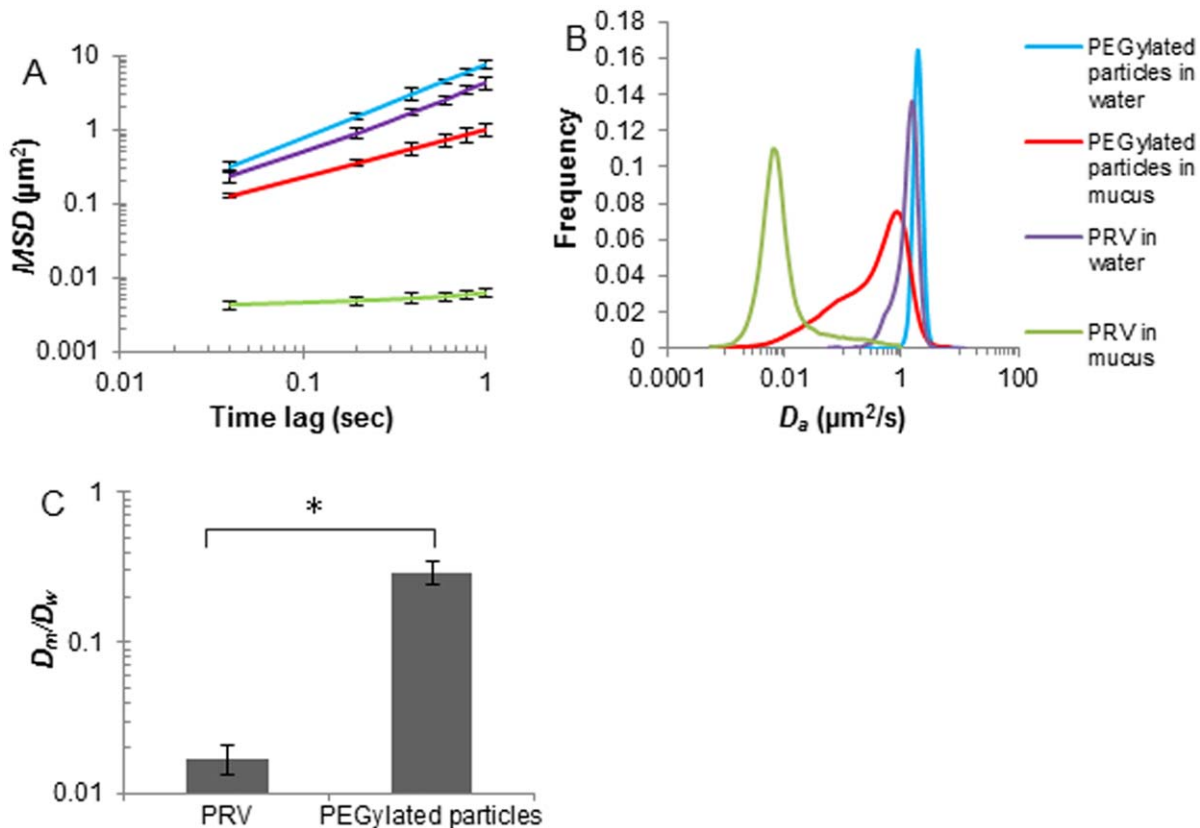 A
10
1
0.1
0.01
0.001
MSD (µm²)
0.01
0.1
1
Time lag (sec)
B
0.18
0.16
0.14
0.12
0.1
0.08
0.06
0.04
0.02
0
Frequency
0.0001
0.01
1
100
Dₐ (µm²/s)
PEGylated
particles in
water
PEGylated
particles in
mucus
PRV in
water
PRV in
mucus
C
1
0.1
0.01
Dm/Dw
*
PRV
PEGylated particles